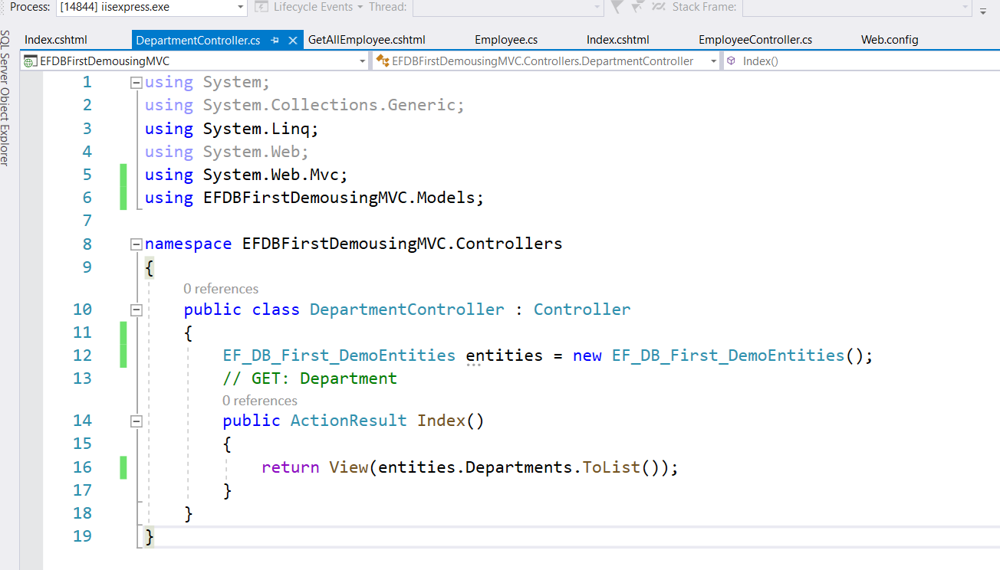 Process: [14844] iisexpress.exe Lifecycle Events Thread: Stack Frame:
SQL Server Object Explorer
Index.cshtml DepartmentController.cs GetAllEmployee.cshtml Employee.cs Index.cshtml EmployeeController.cs Web.config
EFDBFirstDemousingMVC EFDBFirstDemousingMVC.Controllers.DepartmentController Index()
1 using System;
2 using System.Collections.Generic;
3 using System.Linq;
4 using System.Web;
5 using System.Web.Mvc;
6 using EFDBFirstDemousingMVC.Models;
7
8 namespace EFDBFirstDemousingMVC.Controllers
9 {
0 references
10 public class DepartmentController : Controller
11 {
12 EF_DB_First_DemoEntities entities = new EF_DB_First_DemoEntities();
13 // GET: Department
0 references
14 public ActionResult Index()
15 {
16 return View(entities.Departments.ToList());
17 }
18 }
19 }